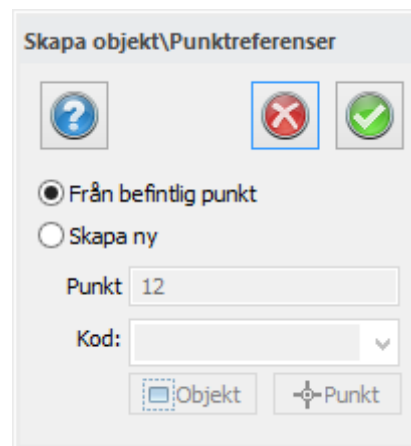 Skapa objekt\Punktreferenser
?
Från befintlig punkt
Skapa ny
Punkt 12
Kod:
Objekt Punkt